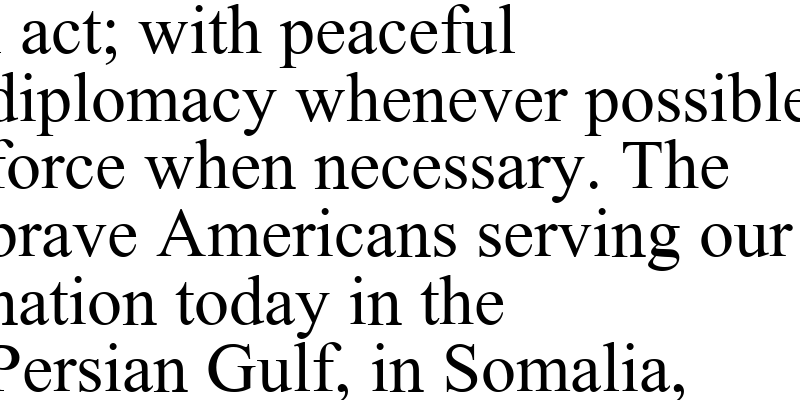 act; with peaceful
diplomacy whenever possible
force when necessary. The
brave Americans serving our
nation today in the
Persian Gulf, in Somalia,